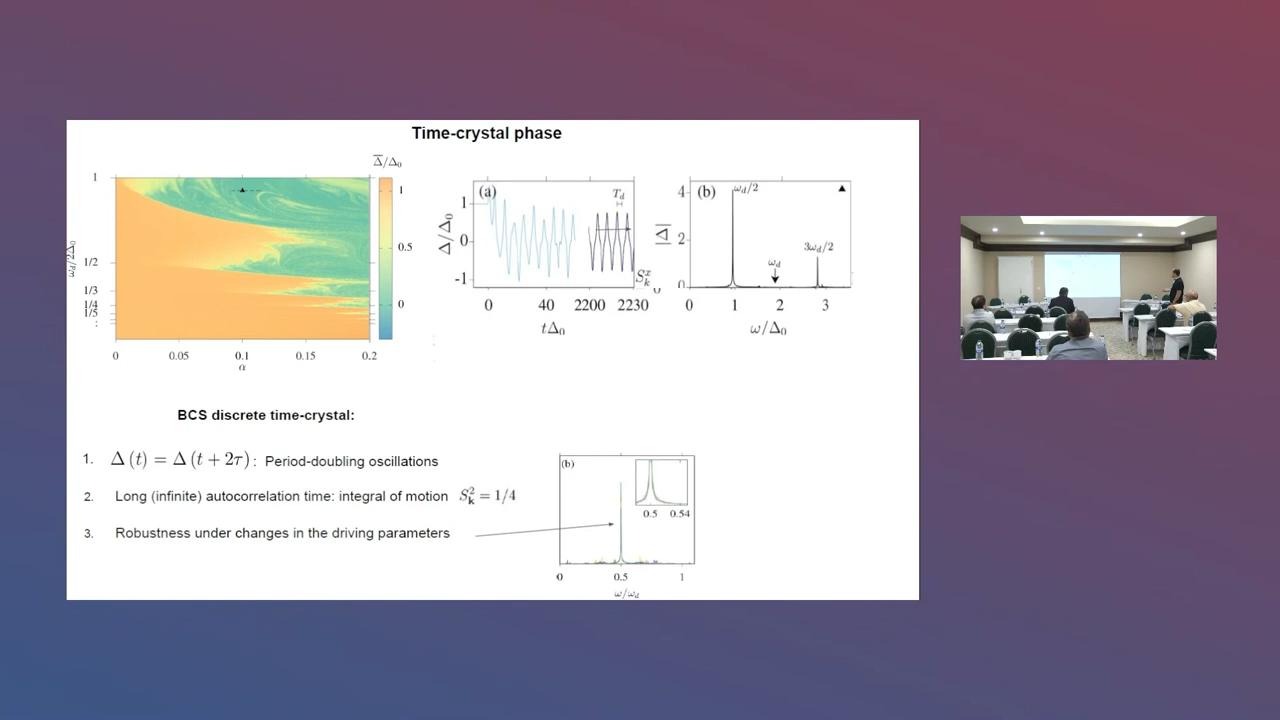 Time-crystal phase
Δ̅/Δ₀
1
1/2
1/3
1/4
1/5
ω_d/2Δ₀
0 0.05 0.1 0.15 0.2
α
1
0.5
0
(a)
T_d
1
0
-1
Δ/Δ₀
0 40 2200 2230
tΔ₀
S_k^x
(b)
ω_d/2
3ω_d/2
ω_d
4
2
0
|Δ|
0 1 2 3
ω/Δ₀
BCS discrete time-crystal:
1. Δ(t) = Δ(t + 2τ) : Period-doubling oscillations
2. Long (infinite) autocorrelation time: integral of motion S_k^2 = 1/4
3. Robustness under changes in the driving parameters
(b)
0.5 0.54
0 0.5 1
ω/ω_d